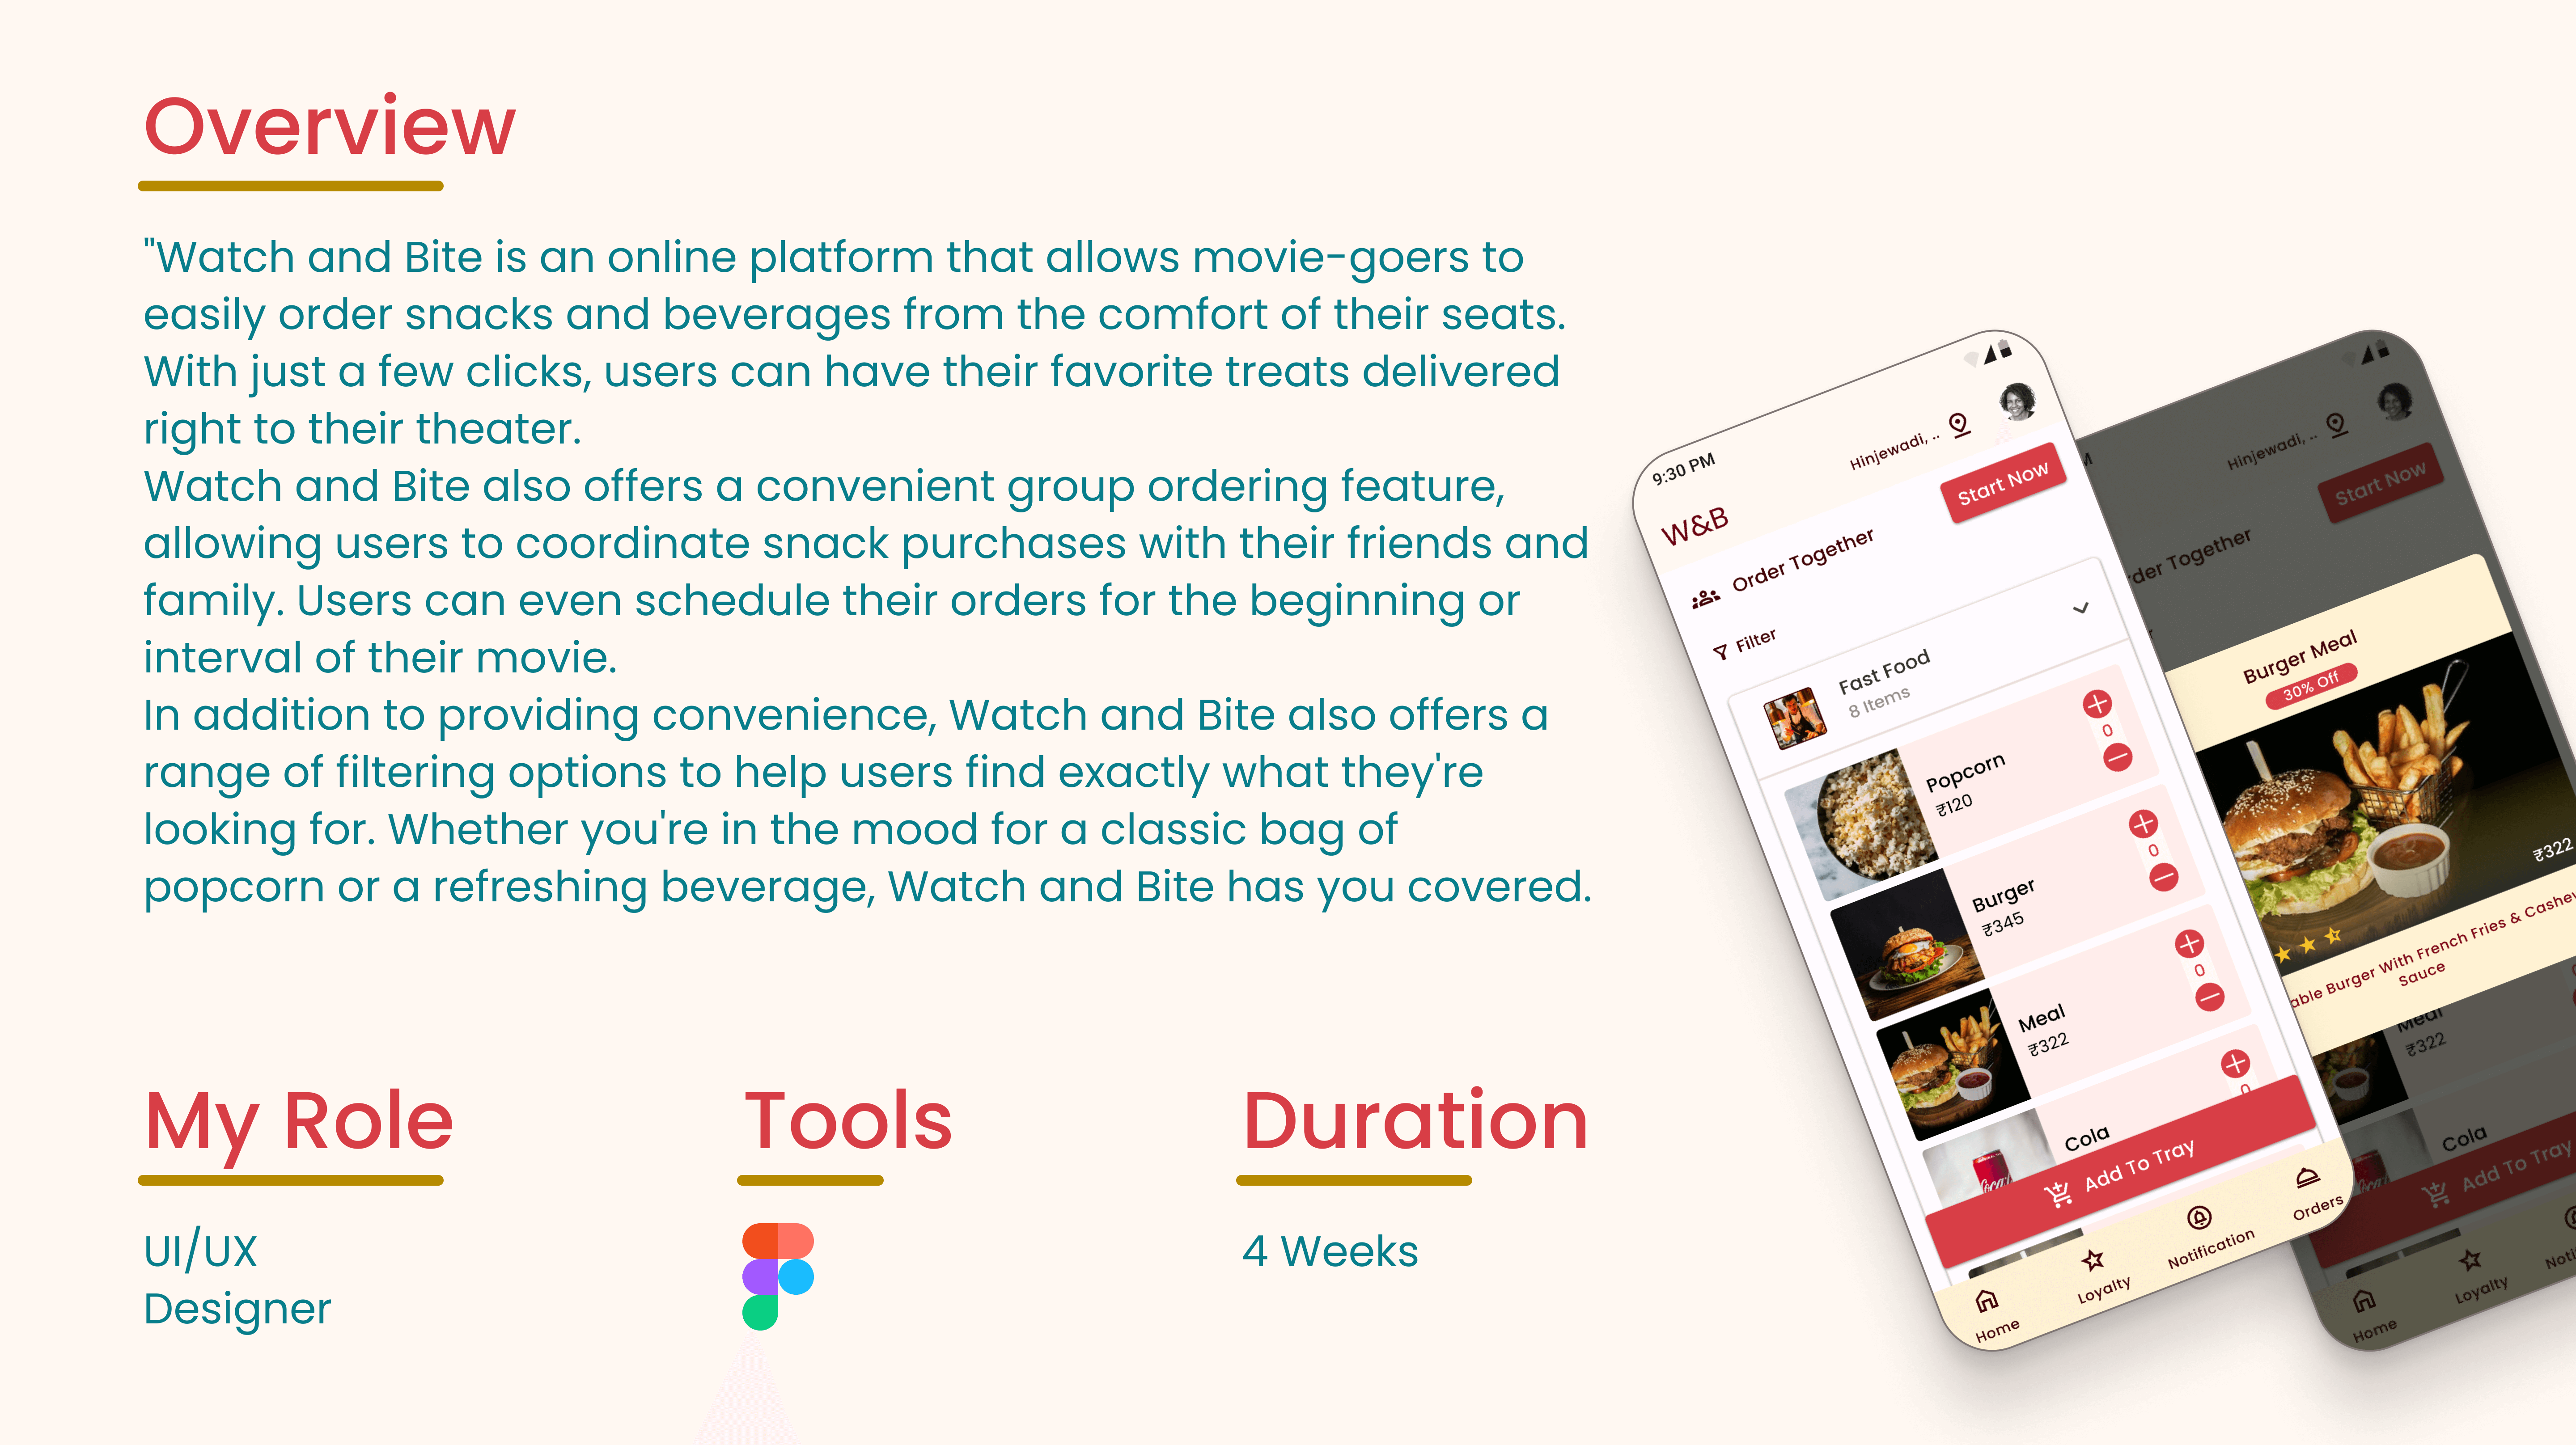 Overview
"Watch and Bite is an online platform that allows movie-goers to
easily order snacks and beverages from the comfort of their seats.
With just a few clicks, users can have their favorite treats delivered
right to their theater.
Watch and Bite also offers a convenient group ordering feature,
allowing users to coordinate snack purchases with their friends and
family. Users can even schedule their orders for the beginning or
interval of their movie.
In addition to providing convenience, Watch and Bite also offers a
range of filtering options to help users find exactly what they're
looking for. Whether you're in the mood for a classic bag of
popcorn or a refreshing beverage, Watch and Bite has you covered.
My Role
UI/UX
Designer
Tools
Duration
4 Weeks
9:30 PM
Hinjewadi, ..
W&B
Start Now
Order Together
Filter
Fast Food
8 Items
Popcorn
₹120
0
Burger
₹345
0
Meal
₹322
0
Cola
0
Add To Tray
Home
Loyalty
Notification
Orders
Hinjewadi, ..
Start Now
Together
Burger Meal
30% Off
₹322
Burger With French Fries &
Sauce
Meal
₹322
Cola
Add To Tray
Home
Loyalty